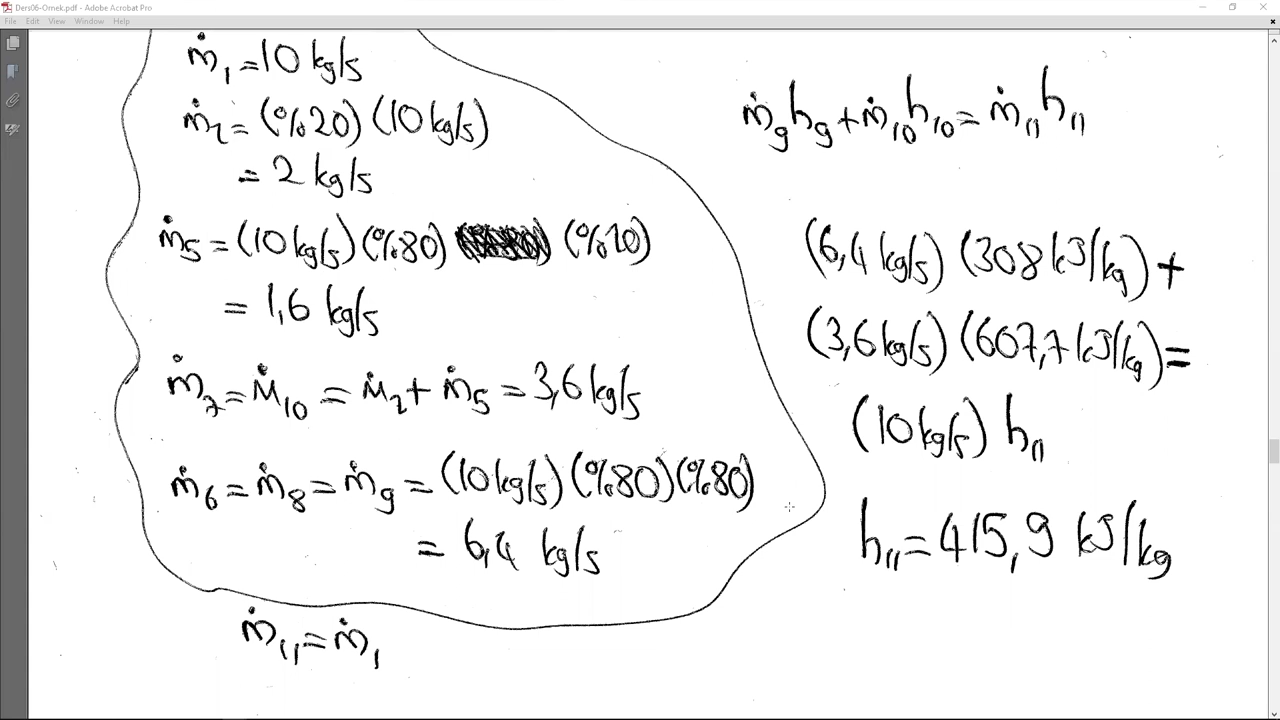 Ders06-Ornek.pdf - Adobe Acrobat Pro
File Edit View Window Help
ṁ₁ = 10 kg/s
ṁ₂ = (%20) (10 kg/s)
= 2 kg/s
ṁ₅ = (10 kg/s) (%80) (%20)
= 1,6 kg/s
ṁ₇ = ṁ₁₀ = ṁ₂ + ṁ₅ = 3,6 kg/s
ṁ₆ = ṁ₈ = ṁ₉ = (10 kg/s) (%80) (%80)
= 6,4 kg/s
ṁ₁₁ = ṁ₁
ṁ₉h₉ + ṁ₁₀h₁₀ = ṁ₁₁h₁₁
(6,4 kg/s) (308 kJ/kg) +
(3,6 kg/s) (607,7 kJ/kg) =
(10 kg/s) h₁₁
h₁₁ = 415,9 kJ/kg